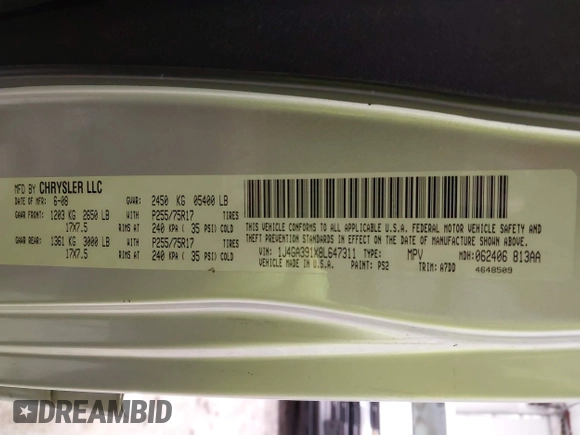 MFD BY CHRYSLER LLC
DATE OF MFR 6-08 GVWR: 2450 KG 05400 LB
GAWR FRONT: 1203 KG 2650 LB WITH P255/75R17 TIRES
17X7.5 RIMS AT 240 KPA ( 35 PSI) COLD
GAWR REAR: 1361 KG 3000 LB WITH P255/75R17 TIRES
17X7.5 RIMS AT 240 KPA ( 35 PSI) COLD
THIS VEHICLE CONFORMS TO ALL APPLICABLE U.S.A. FEDERAL MOTOR VEHICLE SAFETY AND
THEFT PREVENTION STANDARDS IN EFFECT ON THE DATE OF MANUFACTURE SHOWN ABOVE.
VIN: 1J4GA391X8L647311 TYPE: MPV MDH: 062406 813AA
VEHICLE MADE IN U.S.A. PAINT: PS2 TRIM: A7DD 4648509
DREAMBID